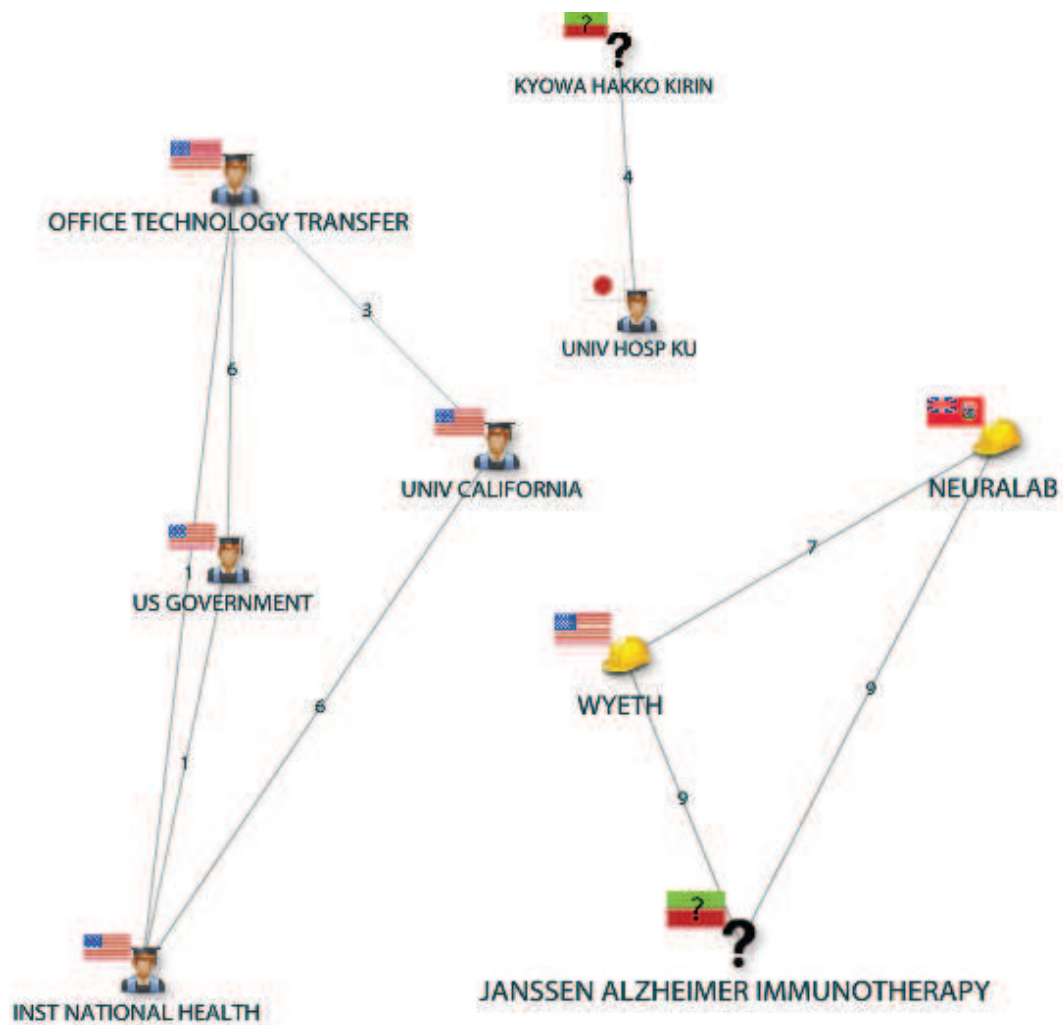 ?
?
KYOWA HAKKO KIRIN
OFFICE TECHNOLOGY TRANSFER
4
3
UNIV HOSP KU
6
UNIV CALIFORNIA
NEURALAB
7
1
US GOVERNMENT
WYETH
9
6
1
9
?
?
JANSSEN ALZHEIMER IMMUNOTHERAPY
INST NATIONAL HEALTH